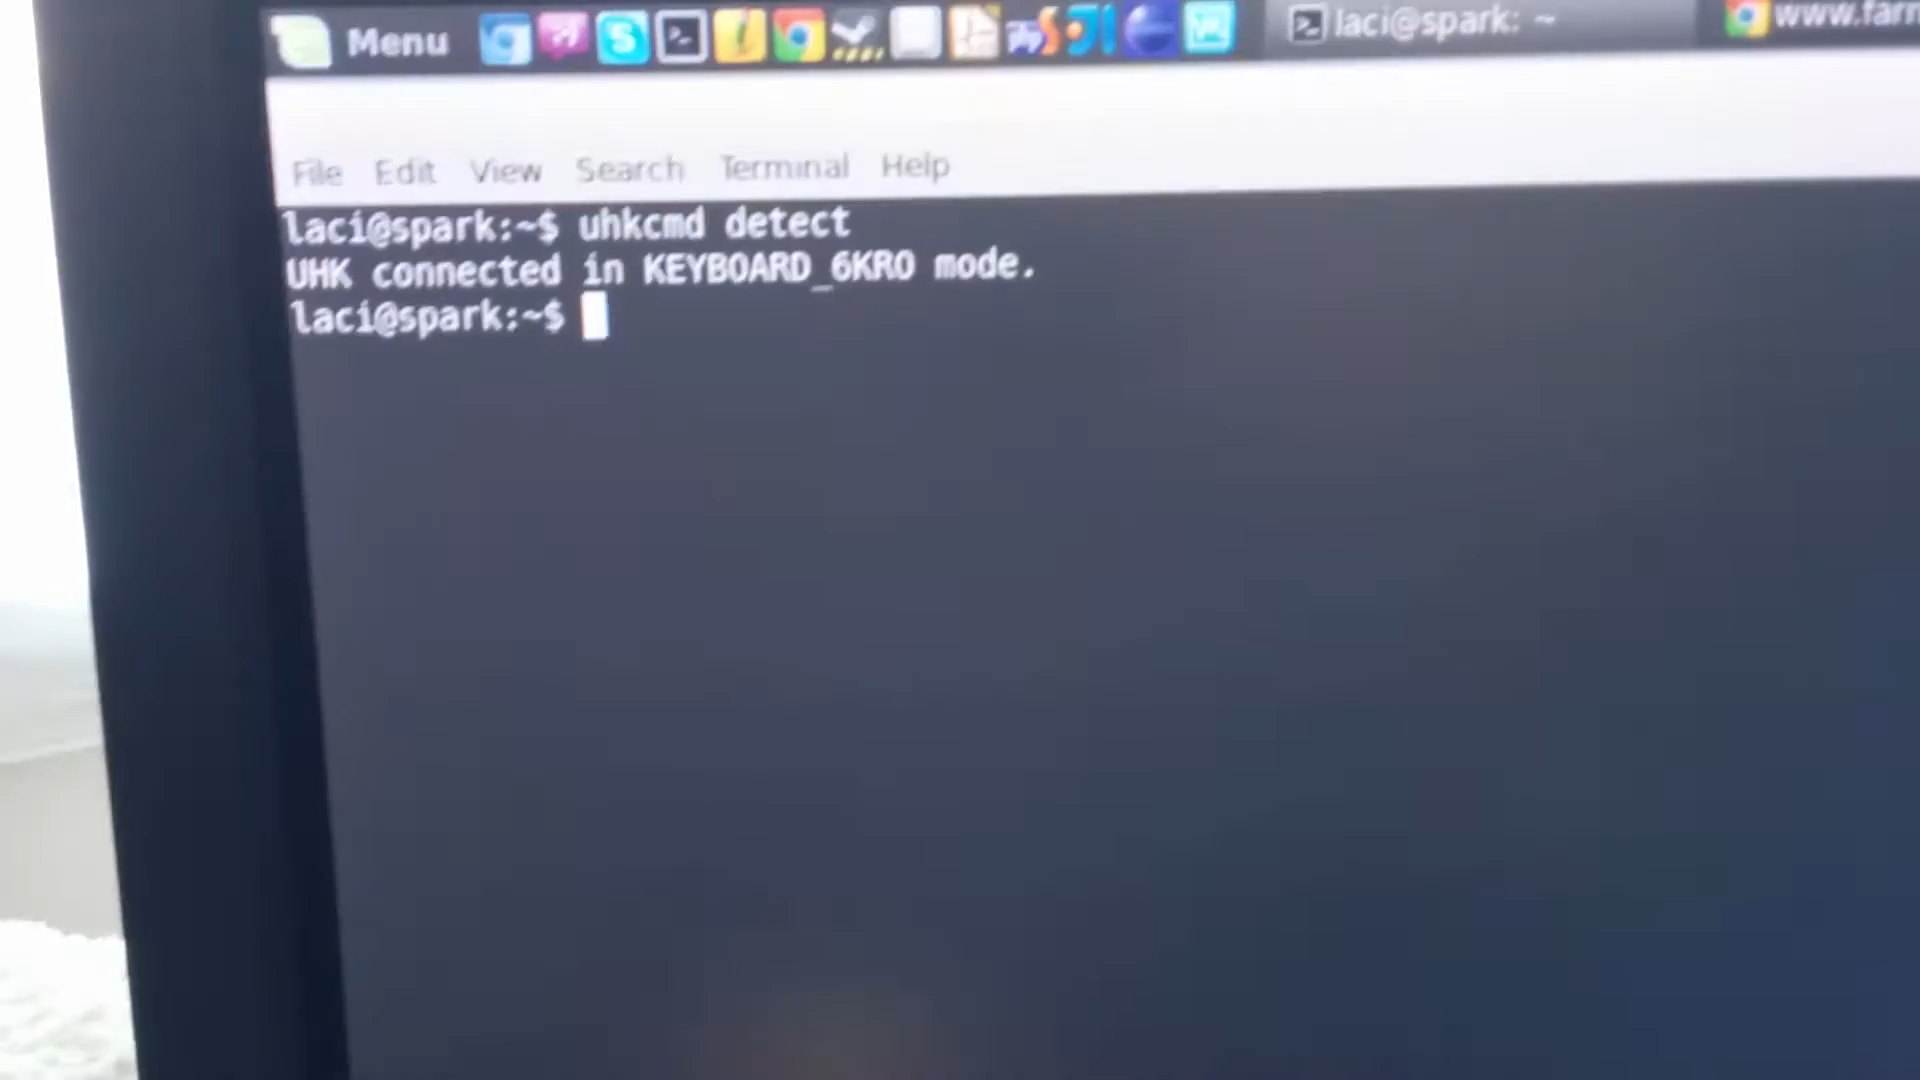 Menu
laci@spark: ~
File Edit View Search Terminal Help
laci@spark:~$ uhkcmd detect
UHK connected in KEYBOARD_6KRO mode.
laci@spark:~$